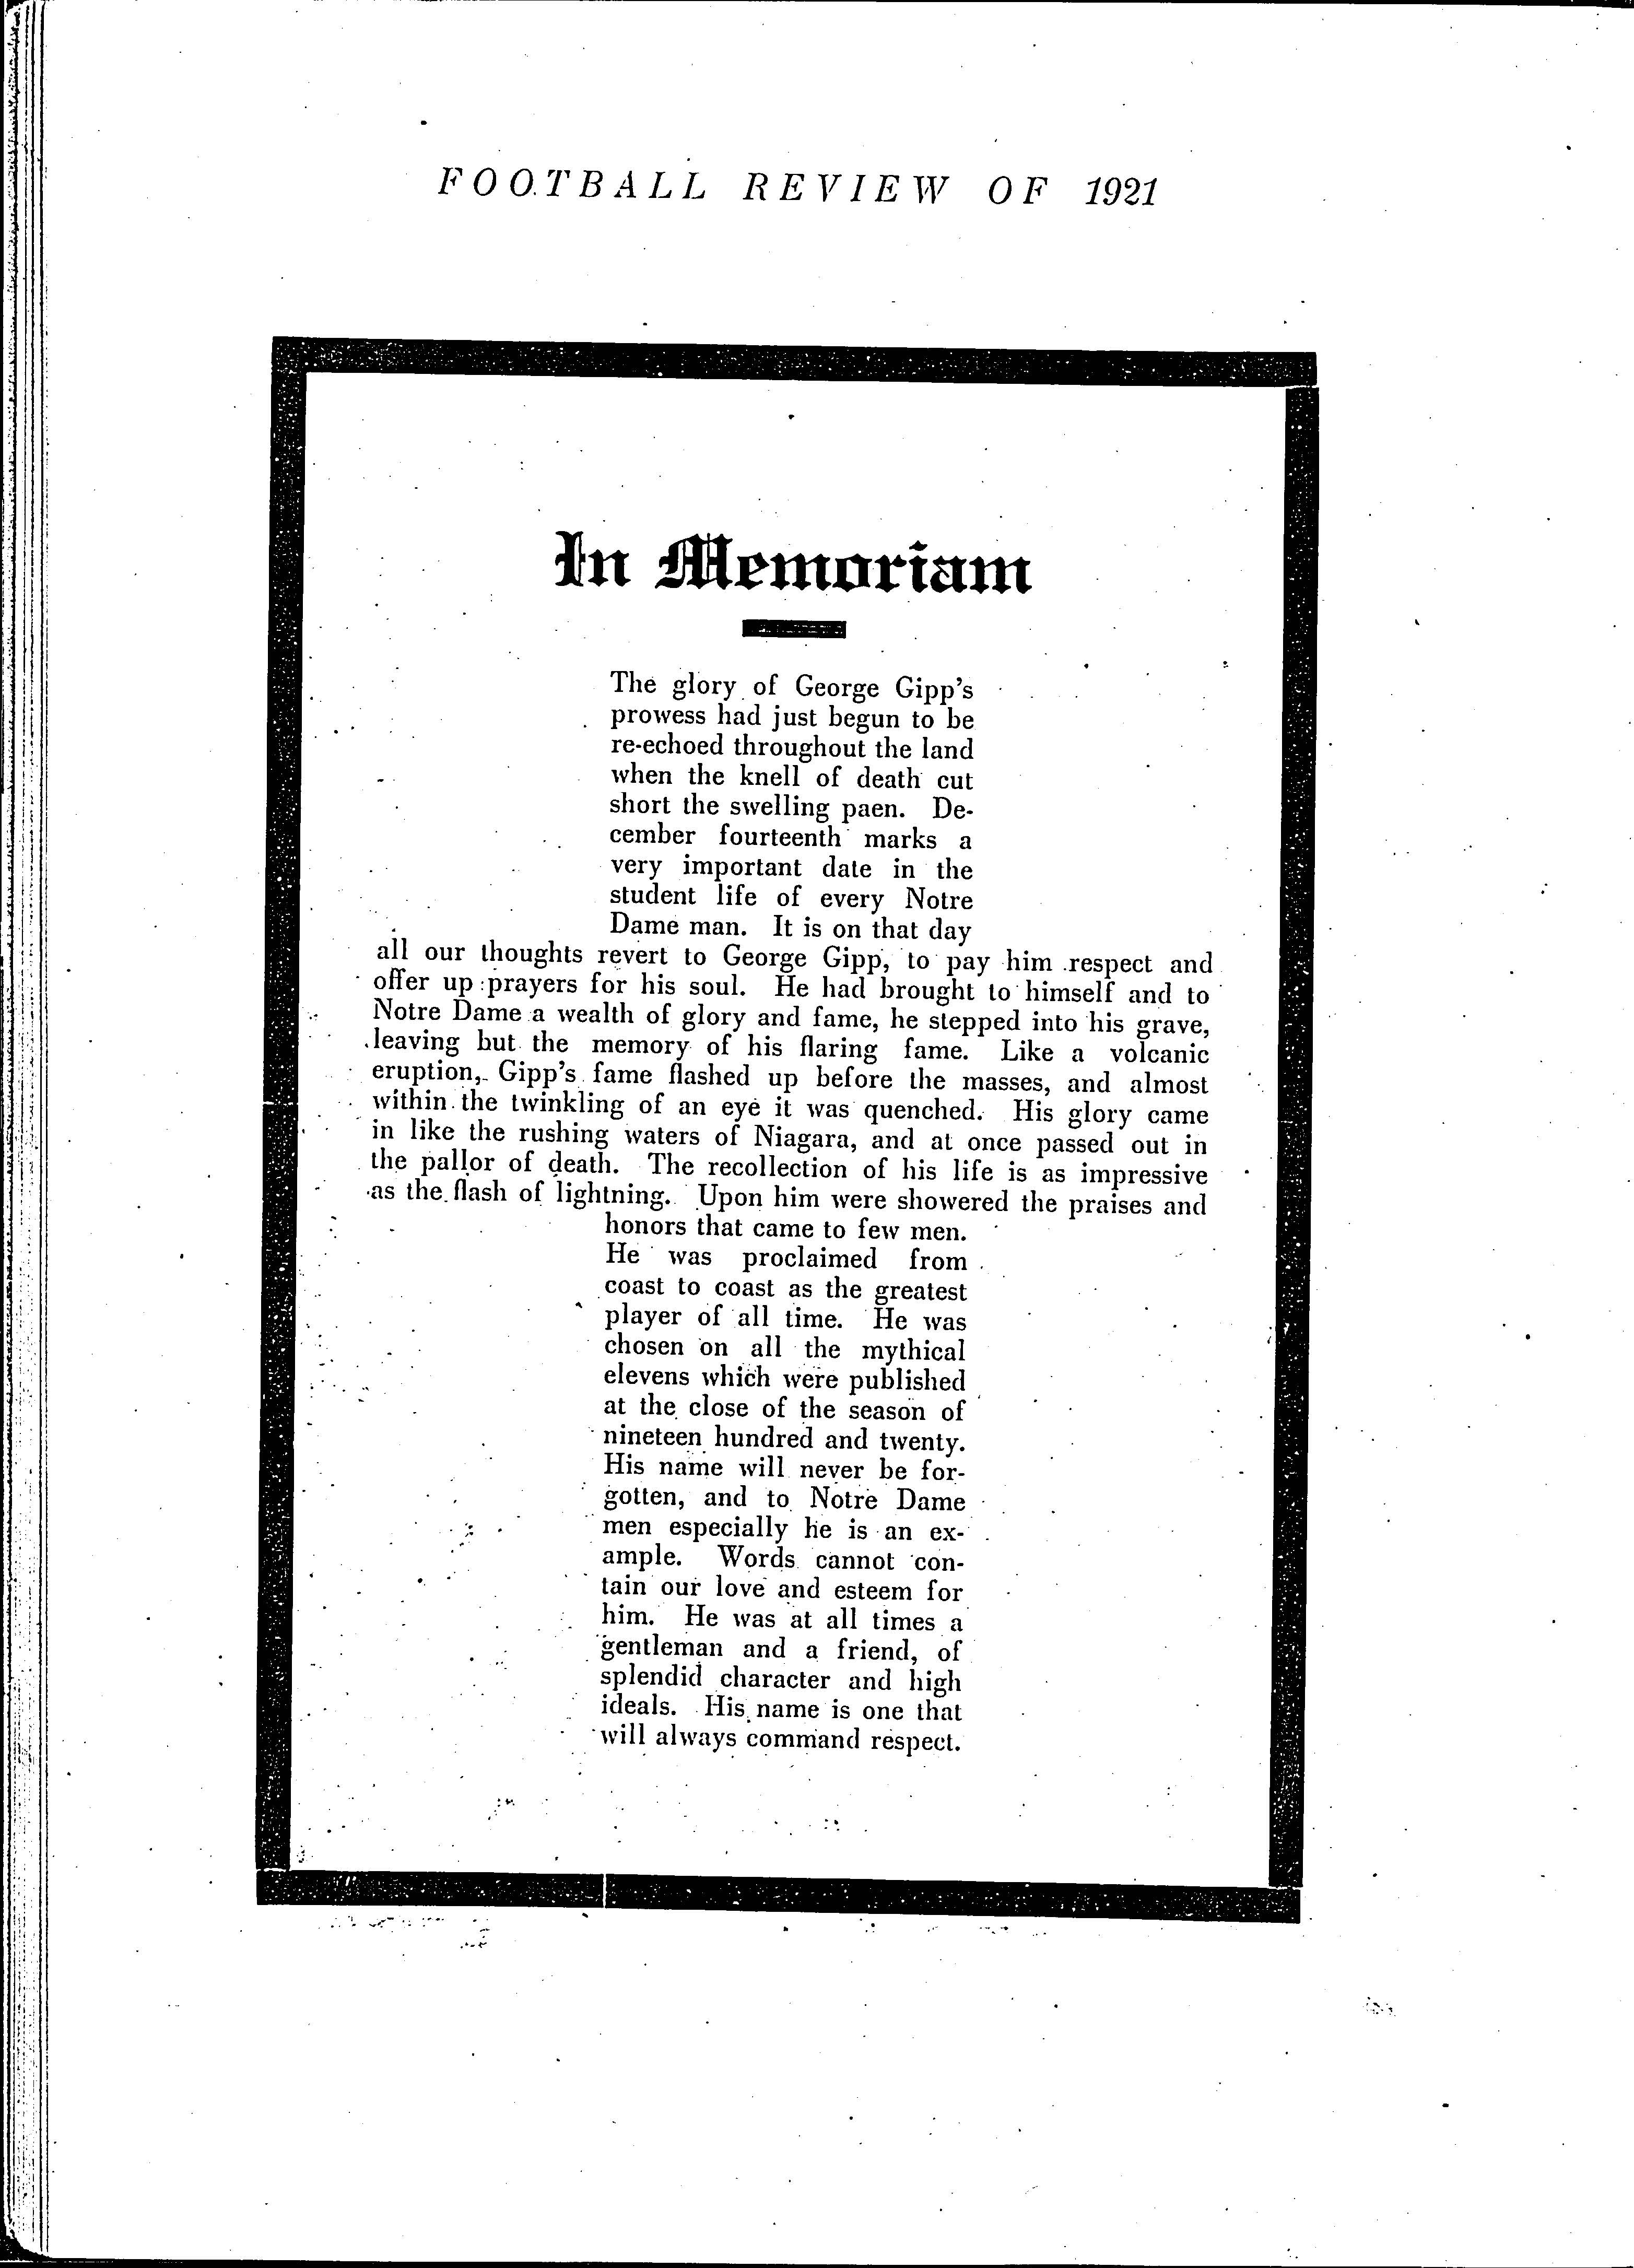 FOOTBALL REVIEW OF 1921
In Memoriam
The glory of George Gipp's
prowess had just begun to be
re-echoed throughout the land
when the knell of death cut
short the swelling paen. De-
cember fourteenth marks a
very important date in the
student life of every Notre
Dame man. It is on that day
all our thoughts revert to George Gipp, to pay him respect and
offer up prayers for his soul. He had brought to himself and to
Notre Dame a wealth of glory and fame, he stepped into his grave,
leaving but the memory of his flaring fame. Like a volcanic
eruption, Gipp's fame flashed up before the masses, and almost
within the twinkling of an eye it was quenched. His glory came
in like the rushing waters of Niagara, and at once passed out in
the pallor of death. The recollection of his life is as impressive
as the flash of lightning. Upon him were showered the praises and
honors that came to few men.
He was proclaimed from
coast to coast as the greatest
player of all time. He was
chosen on all the mythical
elevens which were published
at the close of the season of
nineteen hundred and twenty.
His name will never be for-
gotten, and to Notre Dame
men especially he is an ex-
ample. Words cannot con-
tain our love and esteem for
him. He was at all times a
gentleman and a friend, of
splendid character and high
ideals. His name is one that
will always command respect.